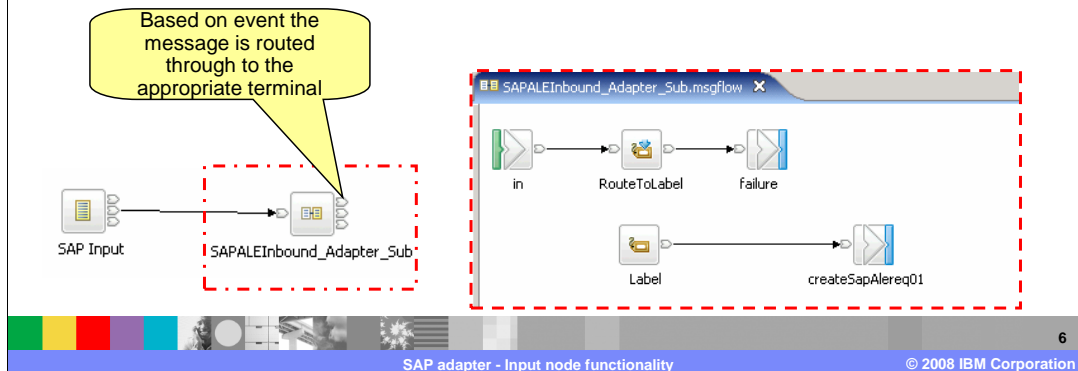 Based on event the
message is routed
through to the
appropriate terminal
SAP Input
SAPALEInbound_Adapter_Sub
SAPALEInbound_Adapter_Sub.msgflow
in
RouteToLabel
failure
Label
createSapAlereq01
6
SAP adapter - Input node functionality
© 2008 IBM Corporation